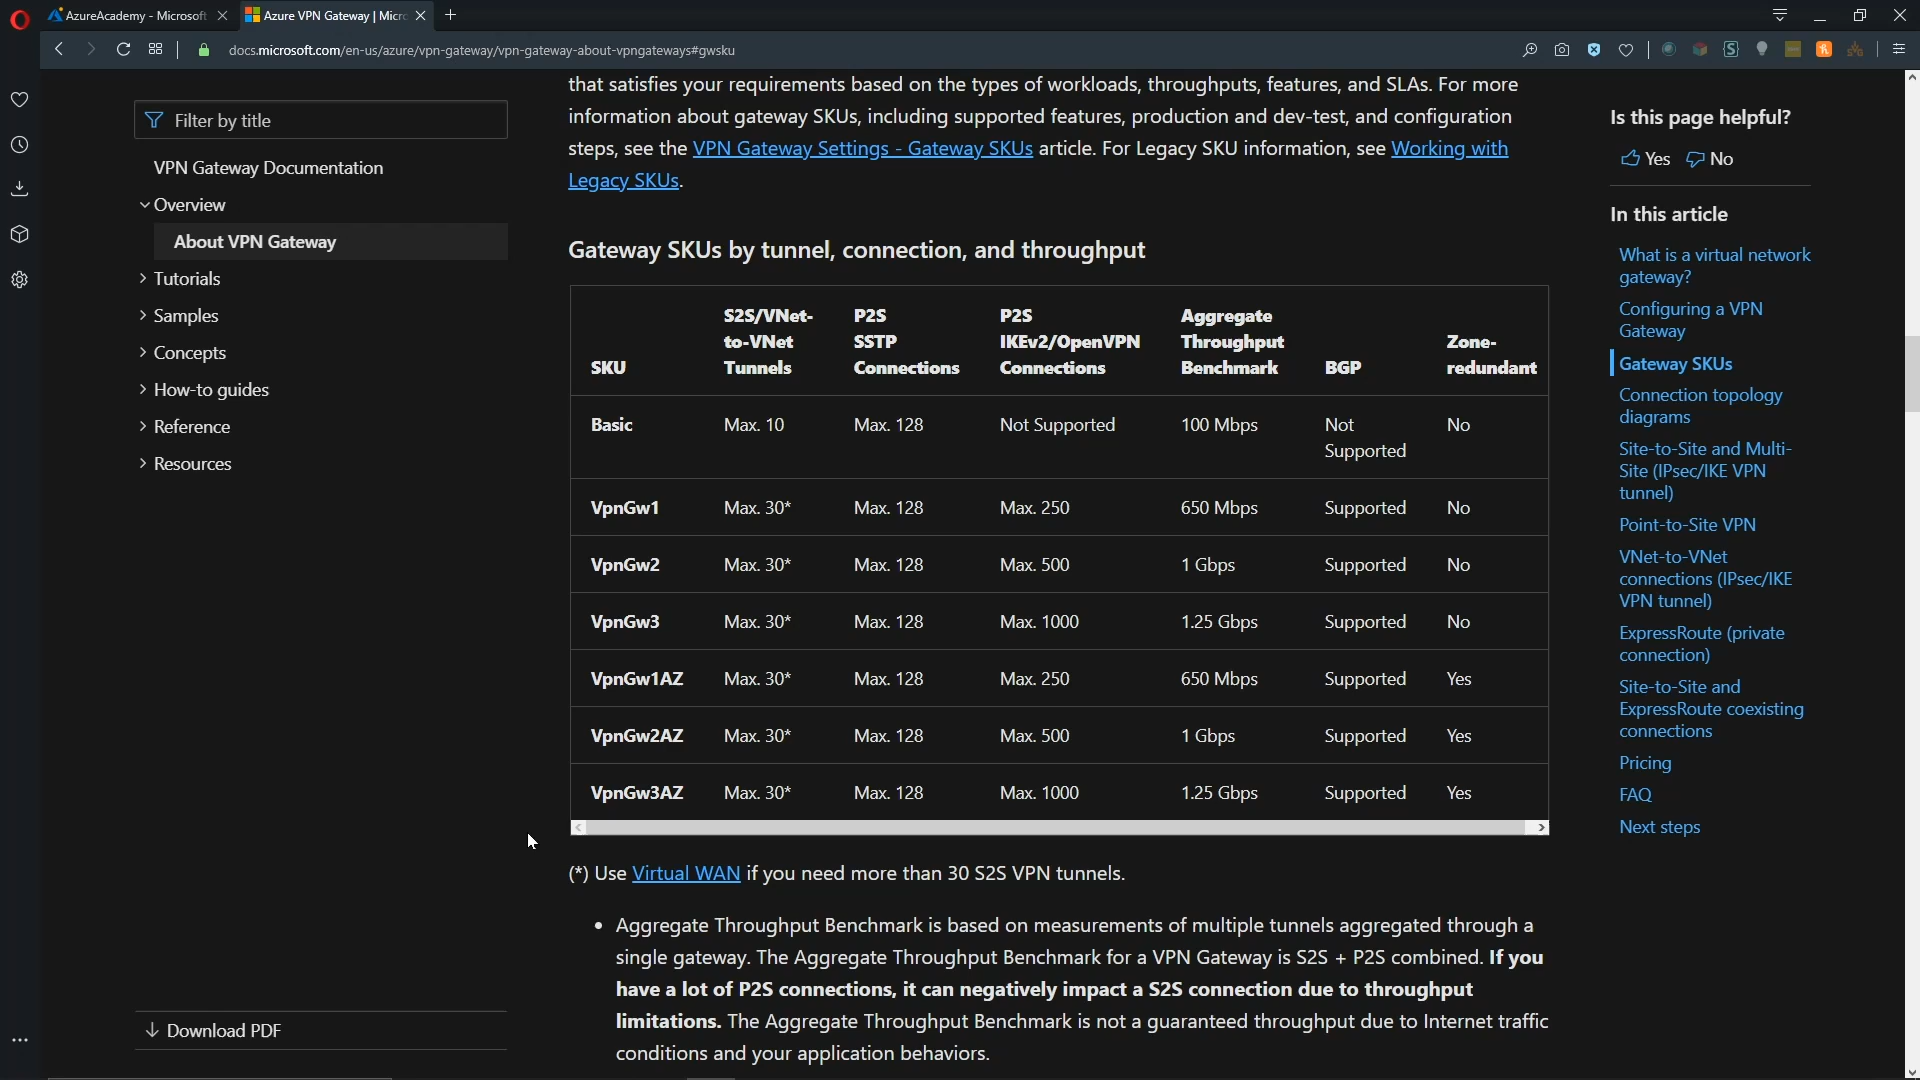 AzureAcademy - Microsoft
Azure VPN Gateway | Micro
docs.microsoft.com/en-us/azure/vpn-gateway/vpn-gateway-about-vpngateways#gwsku
Filter by title
VPN Gateway Documentation
Overview
About VPN Gateway
Tutorials
Samples
Concepts
How-to guides
Reference
Resources
Download PDF
that satisfies your requirements based on the types of workloads, throughputs, features, and SLAs. For more
information about gateway SKUs, including supported features, production and dev-test, and configuration
steps, see the VPN Gateway Settings - Gateway SKUs article. For Legacy SKU information, see Working with
Legacy SKUs.
Gateway SKUs by tunnel, connection, and throughput
S2S/VNet- P2S P2S Aggregate
to-VNet SSTP IKEv2/OpenVPN Throughput Zone-
SKU Tunnels Connections Connections Benchmark BGP redundant
Basic Max. 10 Max. 128 Not Supported 100 Mbps Not No
Supported
VpnGw1 Max. 30* Max. 128 Max. 250 650 Mbps Supported No
VpnGw2 Max. 30* Max. 128 Max. 500 1 Gbps Supported No
VpnGw3 Max. 30* Max. 128 Max. 1000 1.25 Gbps Supported No
VpnGw1AZ Max. 30* Max. 128 Max. 250 650 Mbps Supported Yes
VpnGw2AZ Max. 30* Max. 128 Max. 500 1 Gbps Supported Yes
VpnGw3AZ Max. 30* Max. 128 Max. 1000 1.25 Gbps Supported Yes
(*) Use Virtual WAN if you need more than 30 S2S VPN tunnels.
• Aggregate Throughput Benchmark is based on measurements of multiple tunnels aggregated through a
single gateway. The Aggregate Throughput Benchmark for a VPN Gateway is S2S + P2S combined. If you
have a lot of P2S connections, it can negatively impact a S2S connection due to throughput
limitations. The Aggregate Throughput Benchmark is not a guaranteed throughput due to Internet traffic
conditions and your application behaviors.
Is this page helpful?
Yes No
In this article
What is a virtual network
gateway?
Configuring a VPN
Gateway
Gateway SKUs
Connection topology
diagrams
Site-to-Site and Multi-
Site (IPsec/IKE VPN
tunnel)
Point-to-Site VPN
VNet-to-VNet
connections (IPsec/IKE
VPN tunnel)
ExpressRoute (private
connection)
Site-to-Site and
ExpressRoute coexisting
connections
Pricing
FAQ
Next steps